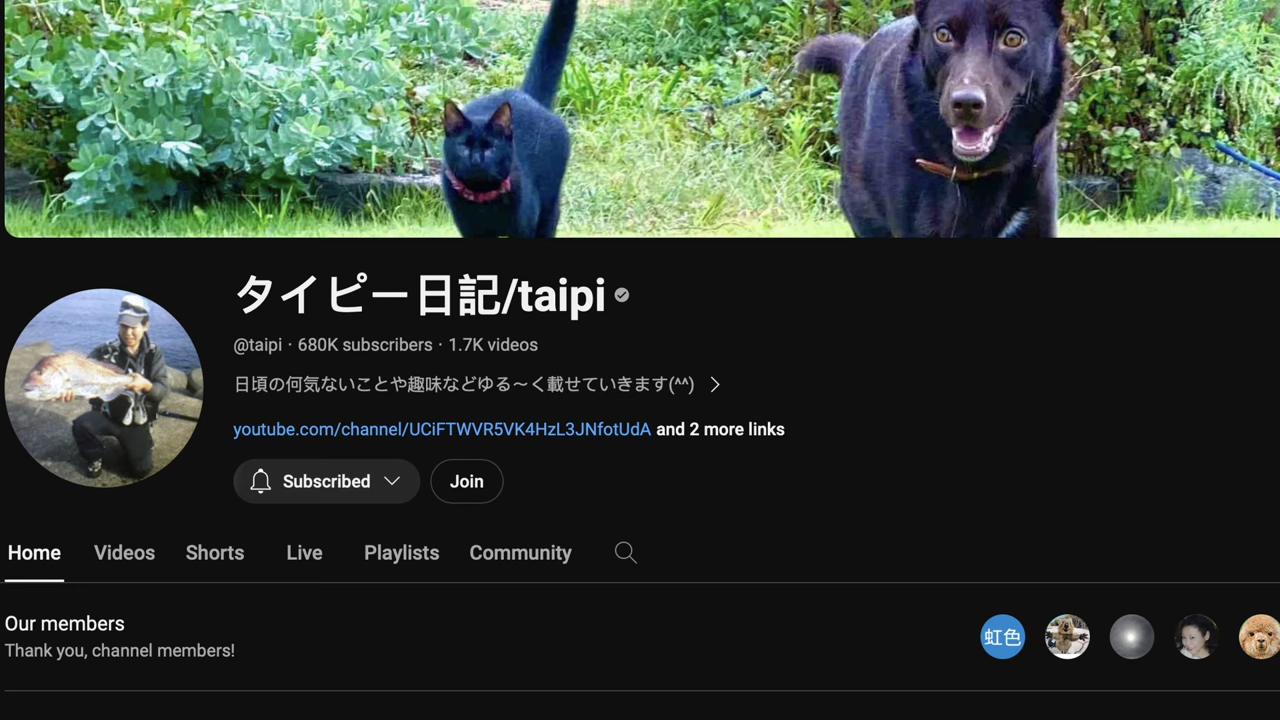 タイピー日記/taipi
@taipi · 680K subscribers · 1.7K videos
日頃の何気ないことや趣味などゆる〜く載せていきます(^^)
youtube.com/channel/UCiFTWVR5VK4HzL3JNfotUdA and 2 more links
Subscribed Join
Home Videos Shorts Live Playlists Community
Our members
Thank you, channel members!
虹色